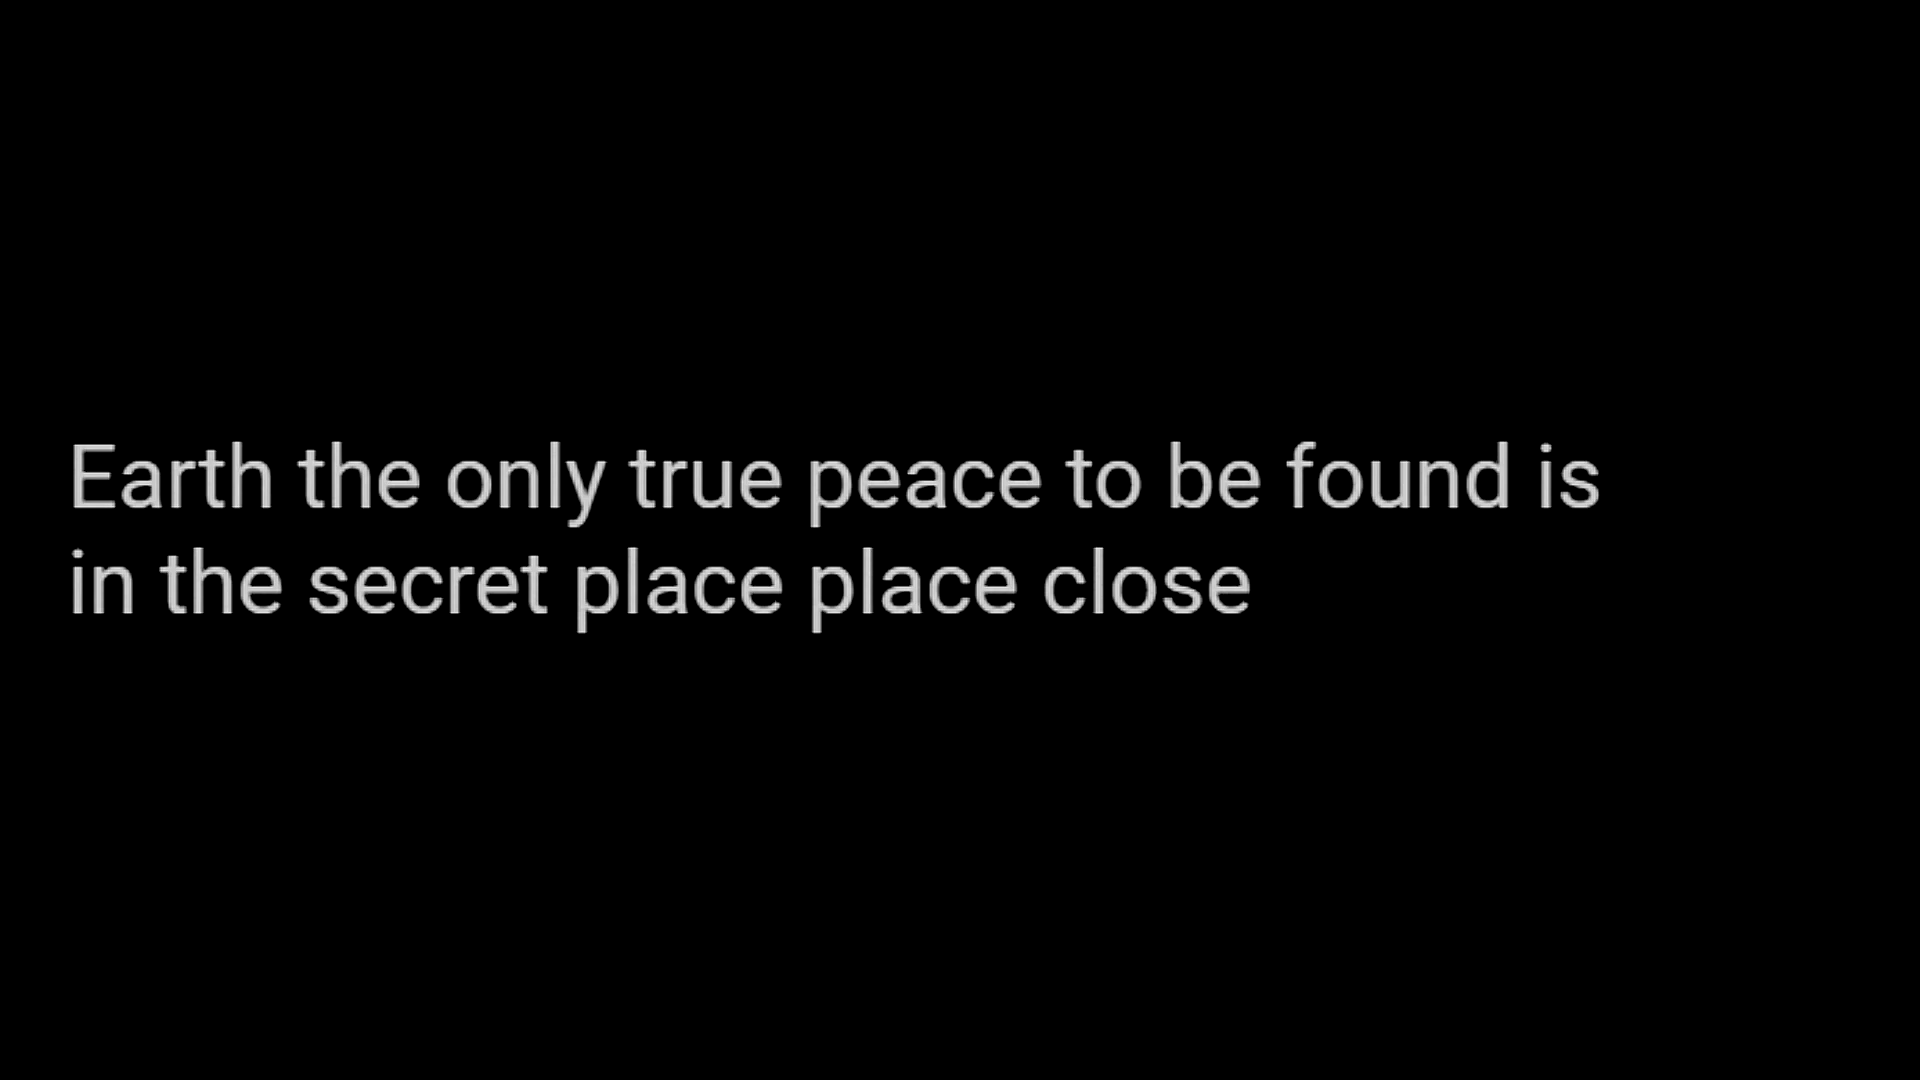 Earth the only true peace to be found is
in the secret place place close